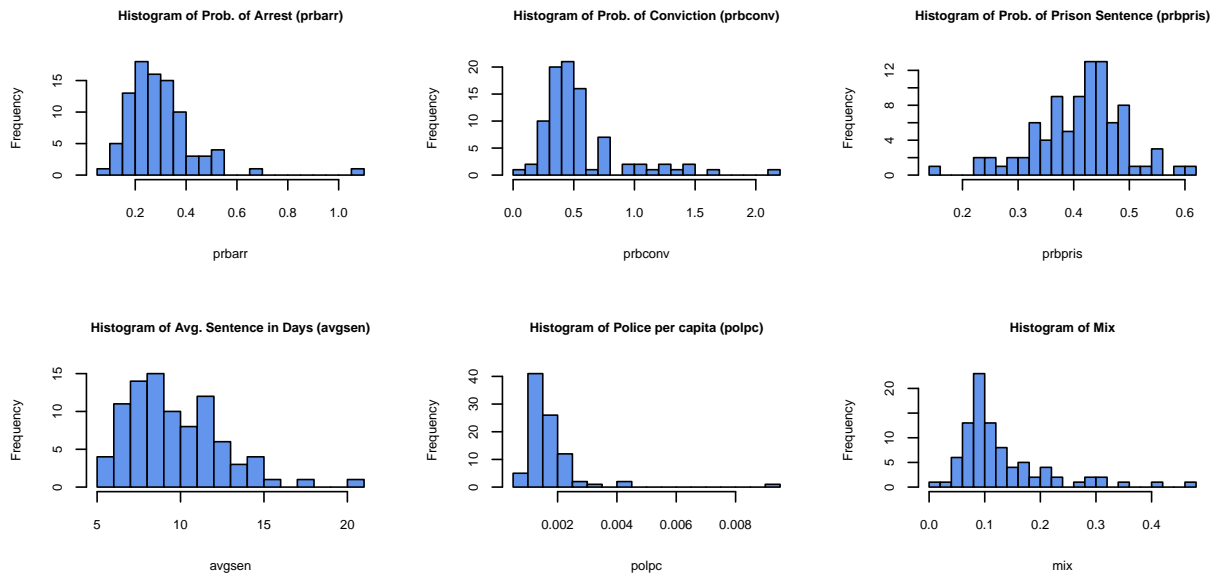 Histogram of Prob. of Arrest (prbarr)
Frequency
0 5 10 15
0.2 0.4 0.6 0.8 1.0
prbarr
Histogram of Prob. of Conviction (prbconv)
Frequency
0 5 10 20
0.0 0.5 1.0 1.5 2.0
prbconv
Histogram of Prob. of Prison Sentence (prbpris)
Frequency
0 4 8 12
0.2 0.3 0.4 0.5 0.6
prbpris
Histogram of Avg. Sentence in Days (avgsen)
Frequency
0 5 10 15
5 10 15 20
avgsen
Histogram of Police per capita (polpc)
Frequency
0 10 20 30 40
0.002 0.004 0.006 0.008
polpc
Histogram of Mix
Frequency
0 5 10 20
0.0 0.1 0.2 0.3 0.4
mix